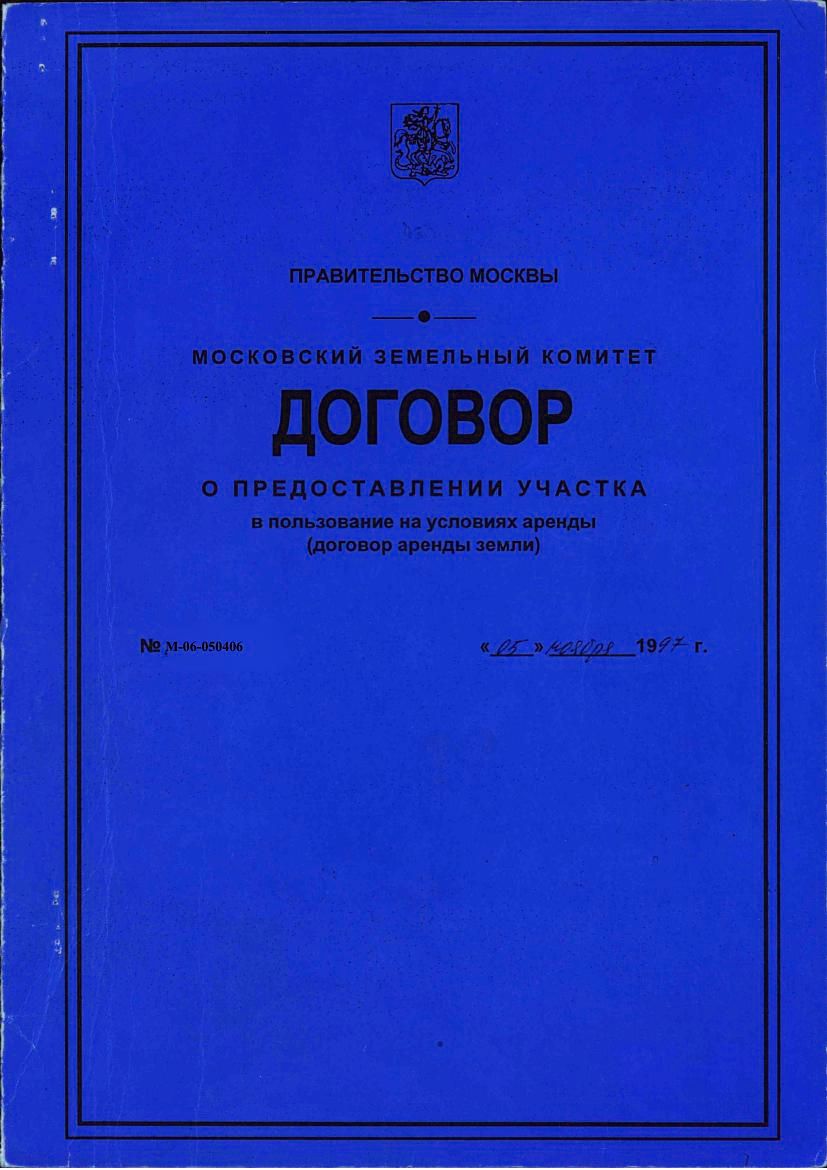 ПРАВИТЕЛЬСТВО МОСКВЫ
МОСКОВСКИЙ ЗЕМЕЛЬНЫЙ КОМИТЕТ
ДОГОВОР
О ПРЕДОСТАВЛЕНИИ УЧАСТКА
в пользование на условиях аренды
(договор аренды земли)
№ М-06-050406 «05» ноября 1997 г.